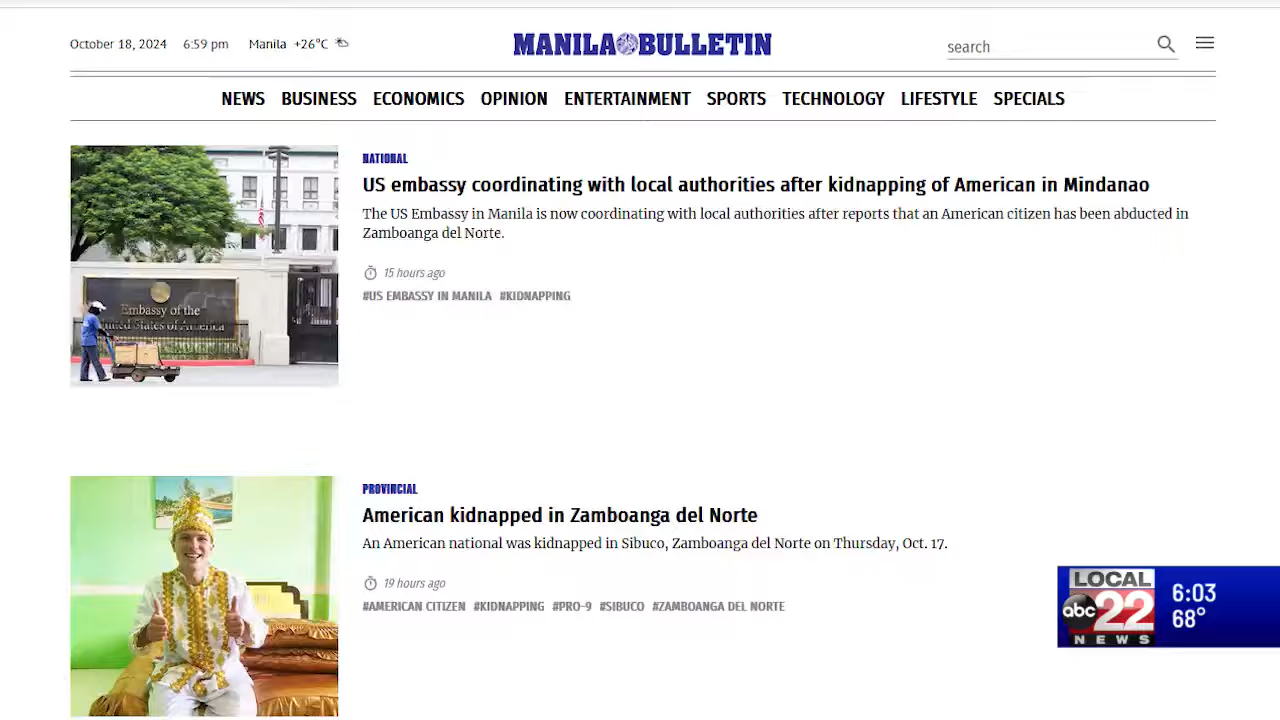 October 18, 2024 6:59 pm Manila +26°C
MANILA BULLETIN
search
NEWS BUSINESS ECONOMICS OPINION ENTERTAINMENT SPORTS TECHNOLOGY LIFESTYLE SPECIALS
NATIONAL
US embassy coordinating with local authorities after kidnapping of American in Mindanao
The US Embassy in Manila is now coordinating with local authorities after reports that an American citizen has been abducted in
Zamboanga del Norte.
15 hours ago
#US EMBASSY IN MANILA #KIDNAPPING
Embassy of the
United States of America
PROVINCIAL
American kidnapped in Zamboanga del Norte
An American national was kidnapped in Sibuco, Zamboanga del Norte on Thursday, Oct. 17.
19 hours ago
#AMERICAN CITIZEN #KIDNAPPING #PRO-9 #SIBUCO #ZAMBOANGA DEL NORTE
LOCAL
abc 22
NEWS
6:03
68°